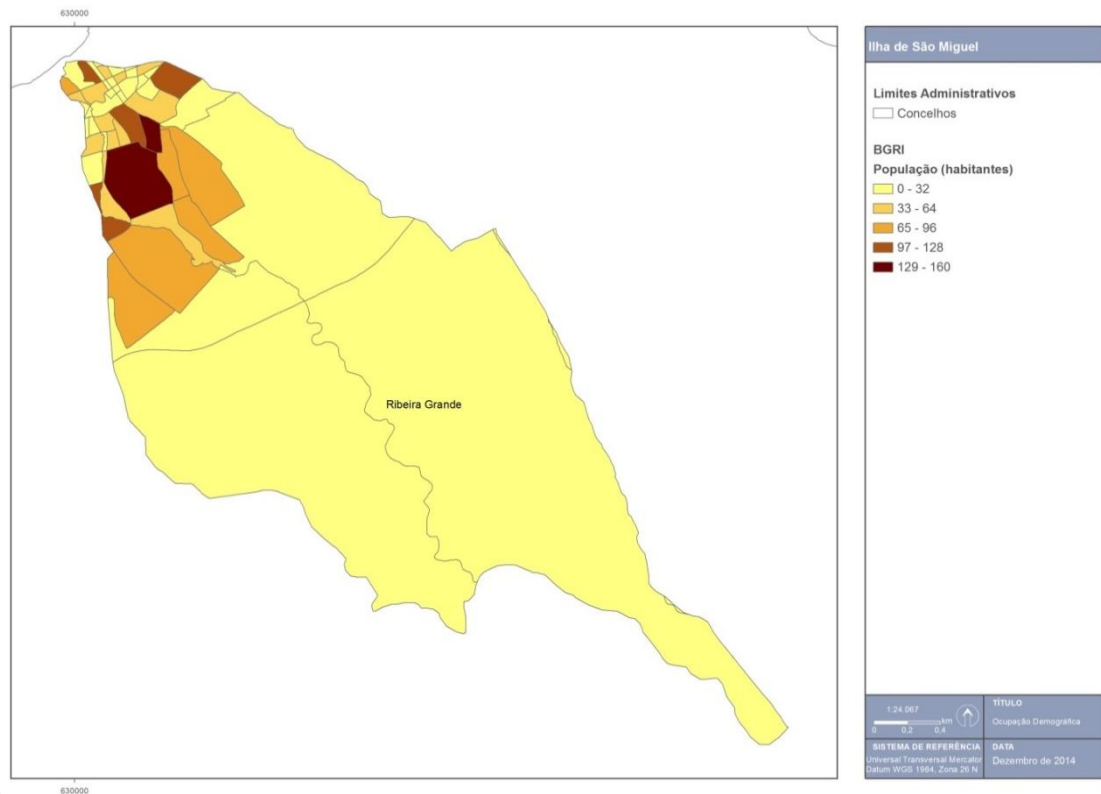 630000
Ribeira Grande
630000
Ilha de São Miguel
Limites Administrativos
Concelhos
BGRI
População (habitantes)
0 - 32
33 - 64
65 - 96
97 - 128
129 - 160
1:24.067
km
0 0,2 0,4
TÍTULO
Ocupação Demográfica
SISTEMA DE REFERÊNCIA
Universal Transversal Mercator
Datum WGS 1984, Zona 26 N
DATA
Dezembro de 2014